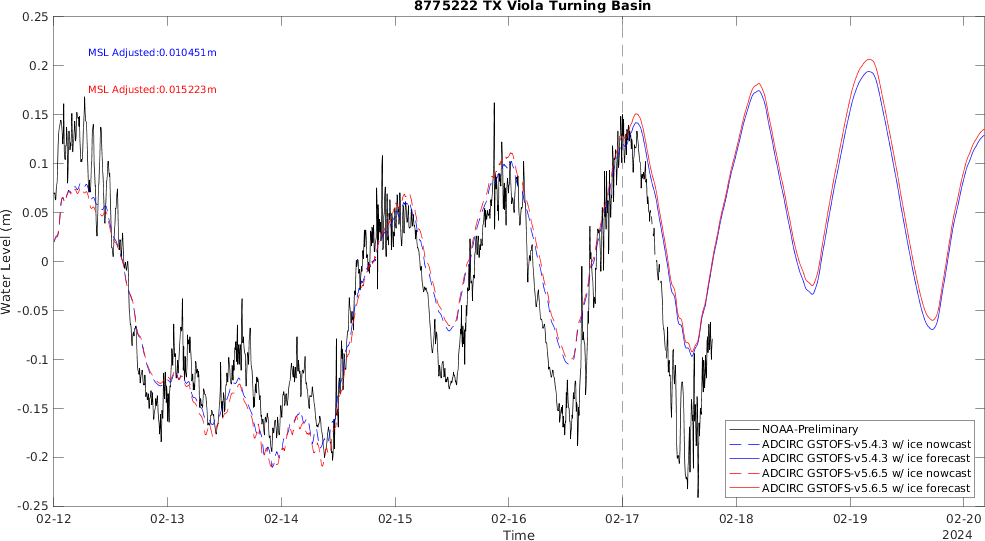 8775222 TX Viola Turning Basin
MSL Adjusted:0.010451m
MSL Adjusted:0.015223m
Water Level (m)
0.25
0.2
0.15
0.1
0.05
0
-0.05
-0.1
-0.15
-0.2
-0.25
NOAA-Preliminary
ADCIRC GSTOFS-v5.4.3 w/ ice nowcast
ADCIRC GSTOFS-v5.4.3 w/ ice forecast
ADCIRC GSTOFS-v5.6.5 w/ ice nowcast
ADCIRC GSTOFS-v5.6.5 w/ ice forecast
02-12 02-13 02-14 02-15 02-16 02-17 02-18 02-19 02-20
Time
2024